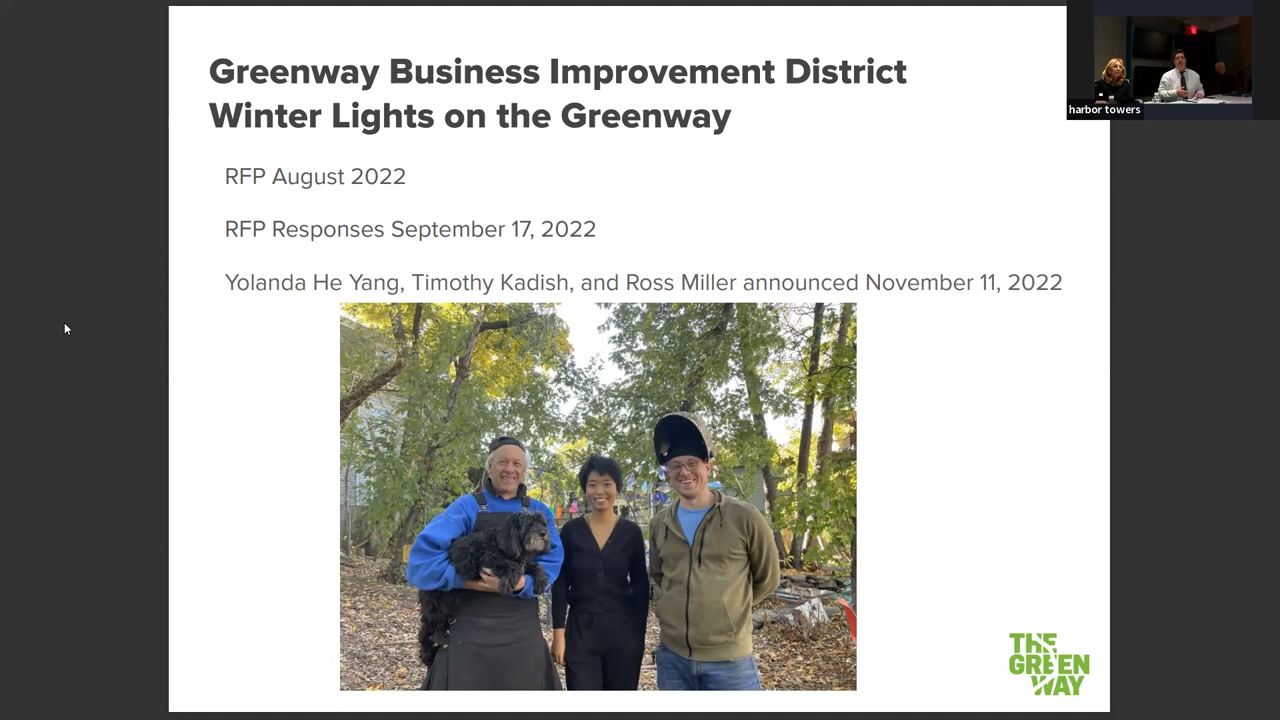 Greenway Business Improvement District
Winter Lights on the Greenway
RFP August 2022
RFP Responses September 17, 2022
Yolanda He Yang, Timothy Kadish, and Ross Miller announced November 11, 2022
harbor towers
THE
GREEN
WAY